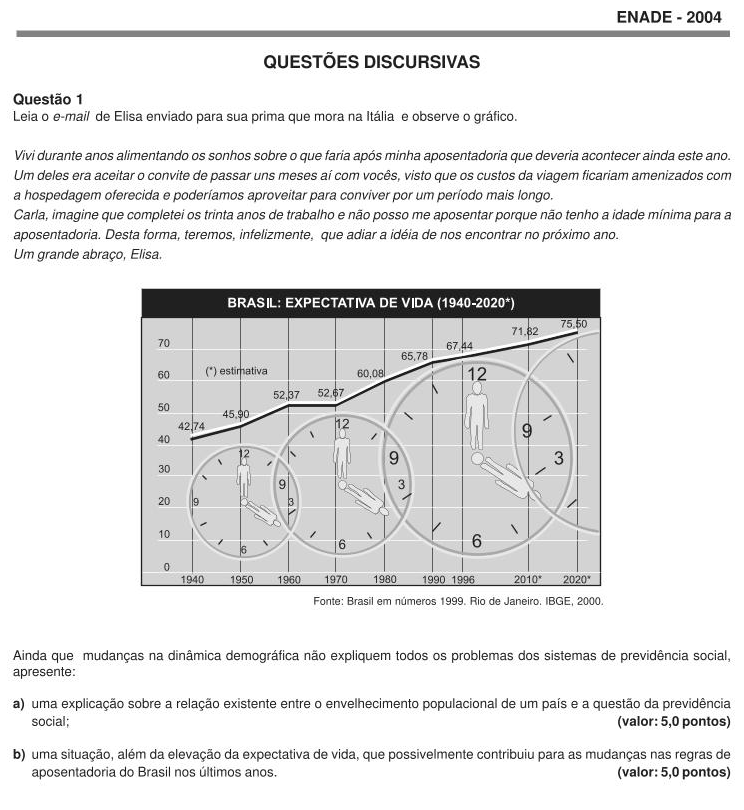 ENADE - 2004
QUESTÕES DISCURSIVAS
Questão 1
Leia o e-mail de Elisa enviado para sua prima que mora na Itália e observe o gráfico.
Vivi durante anos alimentando os sonhos sobre o que faria após minha aposentadoria que deveria acontecer ainda este ano.
Um deles era aceitar o convite de passar uns meses aí com vocês, visto que os custos da viagem ficariam amenizados com
a hospedagem oferecida e poderíamos aproveitar para conviver por um período mais longo.
Carla, imagine que completei os trinta anos de trabalho e não posso me aposentar porque não tenho a idade mínima para a
aposentadoria. Desta forma, teremos, infelizmente, que adiar a idéia de nos encontrar no próximo ano.
Um grande abraço, Elisa.
BRASIL: EXPECTATIVA DE VIDA (1940-2020*)
75,50
71,82
67,44
65,78
60,08
52,67
52,37
45,90
42,74
(*) estimativa
70
60
50
40
30
20
10
0
12
9
3
6
12
9
3
6
12
9
3
6
9
1940 1950 1960 1970 1980 1990 1996 2010* 2020*
Fonte: Brasil em números 1999. Rio de Janeiro. IBGE, 2000.
Ainda que mudanças na dinâmica demográfica não expliquem todos os problemas dos sistemas de previdência social,
apresente:
a) uma explicação sobre a relação existente entre o envelhecimento populacional de um país e a questão da previdência
social; (valor: 5,0 pontos)
b) uma situação, além da elevação da expectativa de vida, que possivelmente contribuiu para as mudanças nas regras de
aposentadoria do Brasil nos últimos anos. (valor: 5,0 pontos)